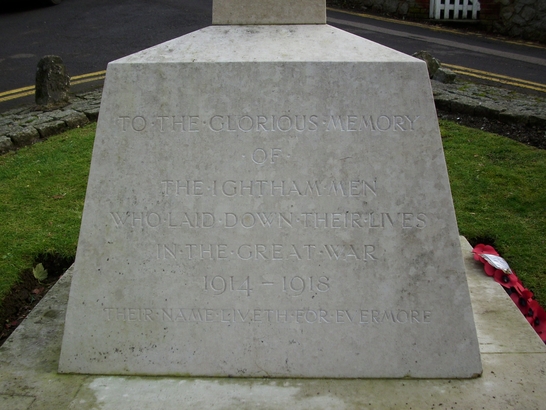 TO·THE·GLORIOUS·MEMORY
·OF·
THE·IGHTHAM·MEN
WHO·LAID·DOWN·THEIR·LIVES
IN·THE·GREAT·WAR
1914–1918
THEIR·NAME·LIVETH·FOR·EVERMORE